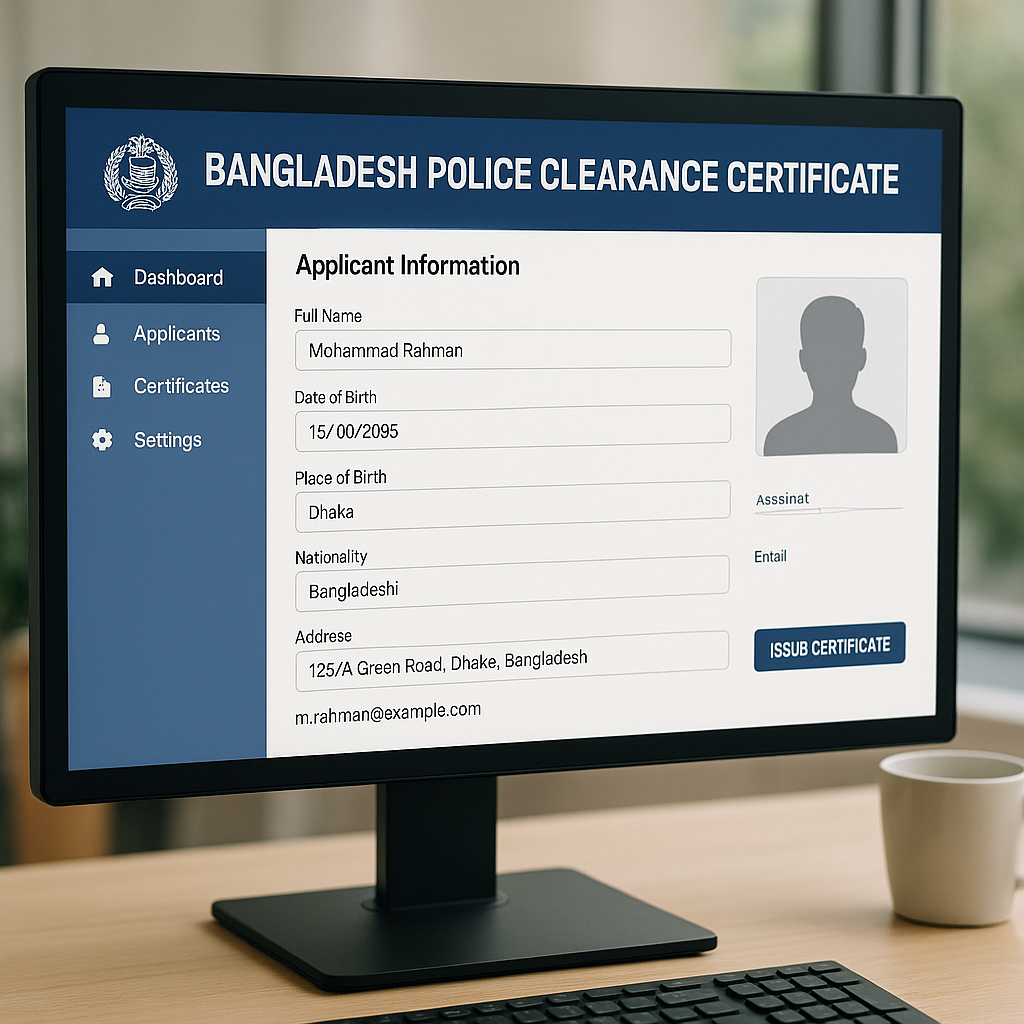 BANGLADESH POLICE CLEARANCE CERTIFICATE
Dashboard
Applicants
Certificates
Settings
Applicant Information
Full Name
Mohammad Rahman
Date of Birth
15/00/2095
Place of Birth
Dhaka
Nationality
Bangladeshi
Addrese
125/A Green Road, Dhake, Bangladesh
m.rahman@example.com
Asssinat
Entail
ISSUB CERTIFICATE